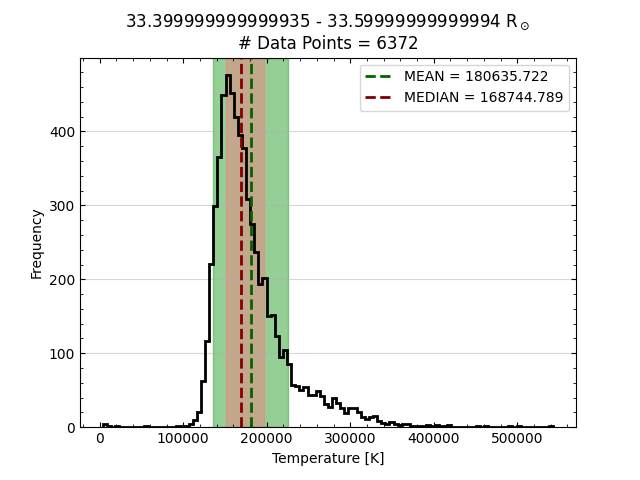 33.399999999999935 - 33.59999999999994 R⊙
# Data Points = 6372
MEAN = 180635.722
MEDIAN = 168744.789
Frequency
400
300
200
100
0
0 100000 200000 300000 400000 500000
Temperature [K]